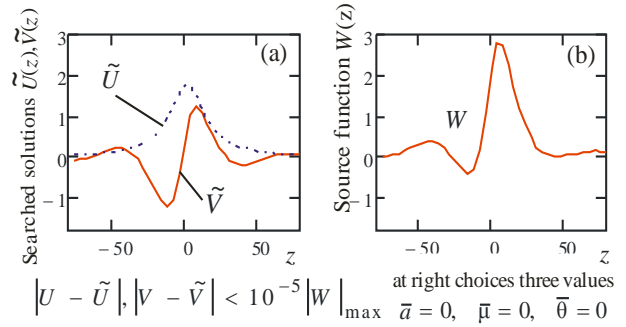 Searched solutions Ũ(z),Ṽ(z)
3
2
1
0
−1
(a)
Ũ
Ṽ
−50
0
50
z
Source function W(z)
3
2
1
0
−1
(b)
W
−50
0
50
z
|U − Ũ|, |V − Ṽ| < 10⁻⁵ |W|max
at right choices three values
a̅ = 0, μ̅ = 0, θ̅ = 0